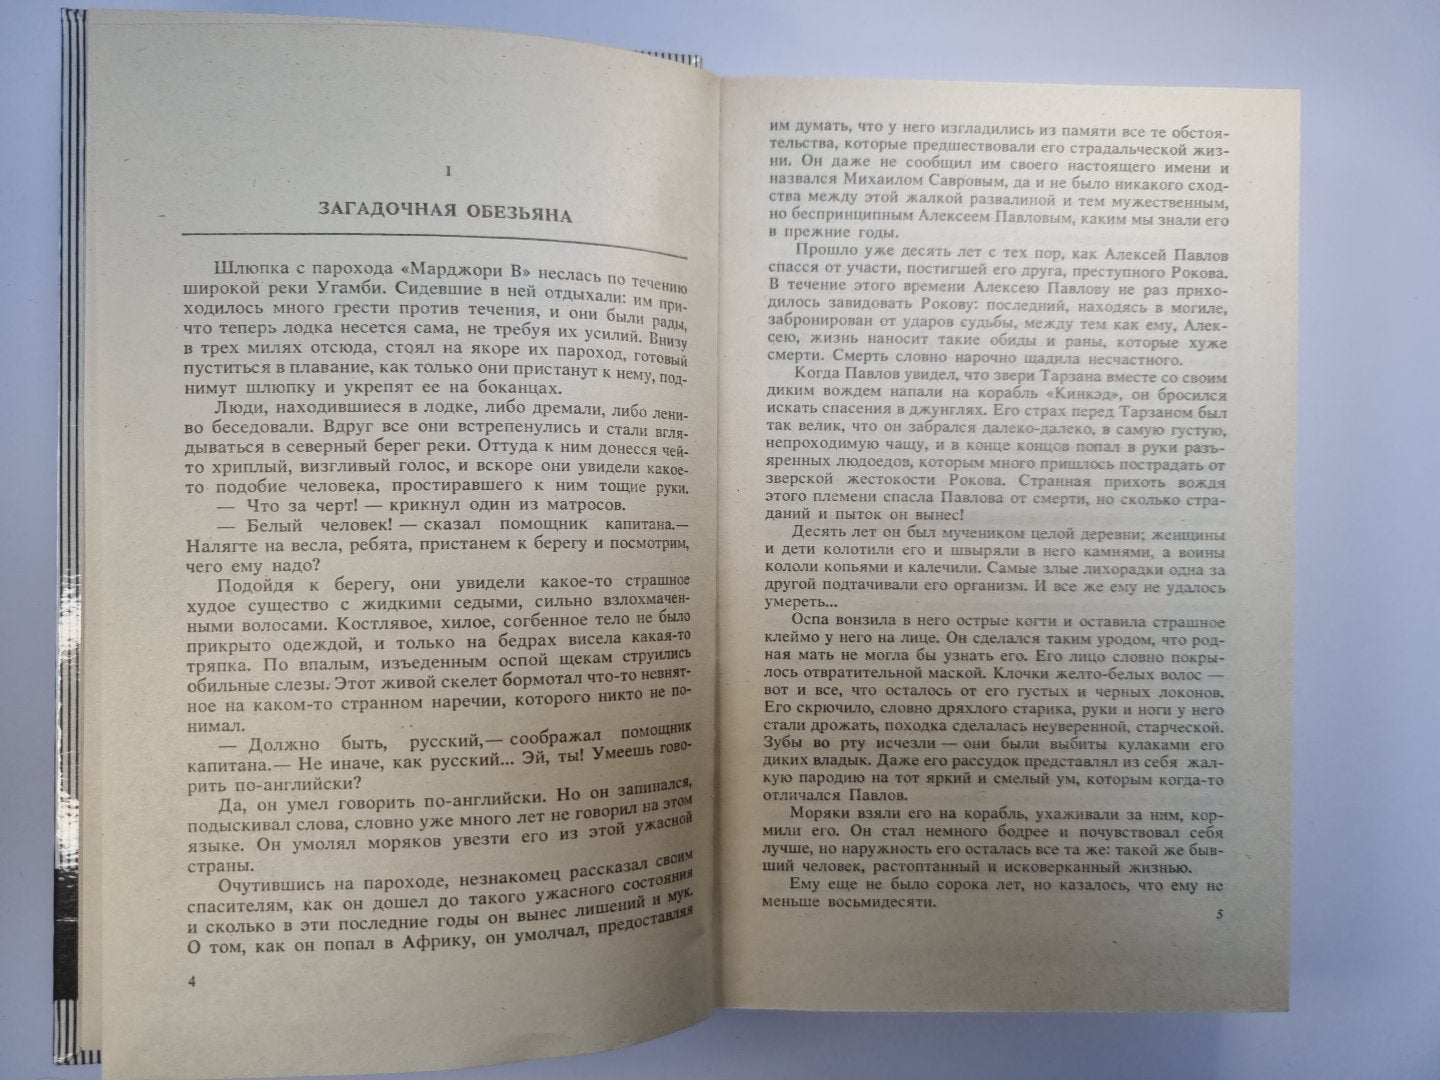 I
ЗАГАДОЧНАЯ ОБЕЗЬЯНА
Шлюпка с парохода «Марджори В» неслась по течению
широкой реки Угамби. Сидевшие в ней отдыхали: им при-
ходилось много грести против течения, и они были рады,
что теперь лодка несется сама, не требуя их усилий. Внизу
в трех милях отсюда, стоял на якоре их пароход, готовый
пуститься в плавание, как только они пристанут к нему, под-
нимут шлюпку и укрепят ее на боканцах.
Люди, находившиеся в лодке, либо дремали, либо лени-
во беседовали. Вдруг все они встрепенулись и стали вгля-
дываться в северный берег реки. Оттуда к ним донесся чей-
то хриплый, визгливый голос, и вскоре они увидели какое-
то подобие человека, простиравшего к ним тощие руки.
— Что за черт! — крикнул один из матросов.
— Белый человек! — сказал помощник капитана.—
Налягте на весла, ребята, пристанем к берегу и посмотрим,
чего ему надо?
Подойдя к берегу, они увидели какое-то страшное
худое существо с жидкими седыми, сильно взлохмачен-
ными волосами. Костлявое, хилое, согбенное тело не было
прикрыто одеждой, и только на бедрах висела какая-то
тряпка. По впалым, изъеденным оспой щекам струились
обильные слезы. Этот живой скелет бормотал что-то невнят-
ное на каком-то странном наречии, которого никто не по-
нимал.
— Должно быть, русский,— соображал помощник
капитана.— Не иначе, как русский... Эй, ты! Умеешь гово-
рить по-английски?
Да, он умел говорить по-английски. Но он запинался,
подыскивал слова, словно уже много лет не говорил на этом
языке. Он умолял моряков увезти его из этой ужасной
страны.
Очутившись на пароходе, незнакомец рассказал своим
спасителям, как он дошел до такого ужасного состояния
и сколько в эти последние годы он вынес лишений и мук.
О том, как он попал в Африку, он умолчал, предоставляя
4
им думать, что у него изгладились из памяти все те обстоя-
тельства, которые предшествовали его страдальческой жиз-
ни. Он даже не сообщил им своего настоящего имени и
назвался Михаилом Савровым, да и не было никакого сход-
ства между этой жалкой развалиной и тем мужественным,
но беспринципным Алексеем Павловым, каким мы знали его
в прежние годы.
Прошло уже десять лет с тех пор, как Алексей Павлов
спасся от участи, постигшей его друга, преступного Рокова.
В течение этого времени Алексею Павлову не раз прихо-
дилось завидовать Рокову: последний, находясь в могиле,
забронирован от ударов судьбы, между тем как ему, Алек-
сею, жизнь наносит такие обиды и раны, которые хуже
смерти. Смерть словно нарочно щадила несчастного.
Когда Павлов увидел, что звери Тарзана вместе со своим
диким вождем напали на корабль «Кинкэд», он бросился
искать спасения в джунглях. Его страх перед Тарзаном был
так велик, что он забрался далеко-далеко, в самую густую,
непроходимую чащу, и в конце концов попал в руки разъ-
яренных людоедов, которым много пришлось пострадать от
зверской жестокости Рокова. Странная прихоть вождя
этого племени спасла Павлова от смерти, но сколько стра-
даний и пыток он вынес!
Десять лет он был мучеником целой деревни; женщины
и дети колотили его и швыряли в него камнями, а воины
кололи копьями и калечили. Самые злые лихорадки одна за
другой подтачивали его организм. И все же ему не удалось
умереть...
Оспа вонзила в него острые когти и оставила страшное
клеймо у него на лице. Он сделался таким уродом, что род-
ная мать не могла бы узнать его. Его лицо словно покры-
лось отвратительной маской. Клочки желто-белых волос —
вот и все, что осталось от его густых и черных локонов.
Его скрючило, словно дряхлого старика, руки и ноги у него
стали дрожать, походка сделалась неуверенной, старческой.
Зубы во рту исчезли — они были выбиты кулаками его
диких владык. Даже его рассудок представлял из себя жал-
кую пародию на тот яркий и смелый ум, которым когда-то
отличался Павлов.
Моряки взяли его на корабль, ухаживали за ним, кор-
мили его. Он стал немного бодрее и почувствовал себя
лучше, но наружность его осталась все та же: такой же быв-
ший человек, растоптанный и исковерканный жизнью.
Ему еще не было сорока лет, но казалось, что ему не
меньше восьмидесяти.
5